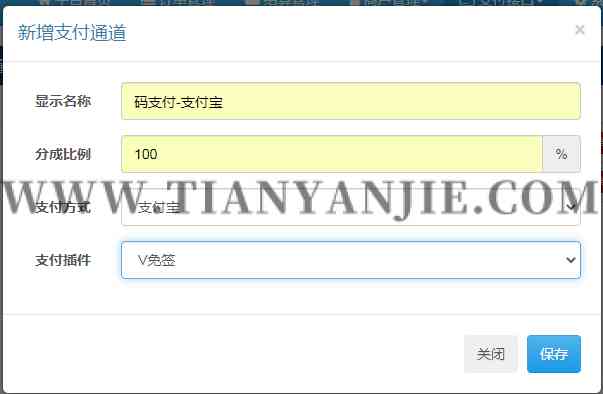 新增支付通道 ×
显示名称 码支付-支付宝
分成比例 100 %
WWW.TIANYANJIE.COM
支付方式 支付宝
支付插件 V免签
关闭 保存